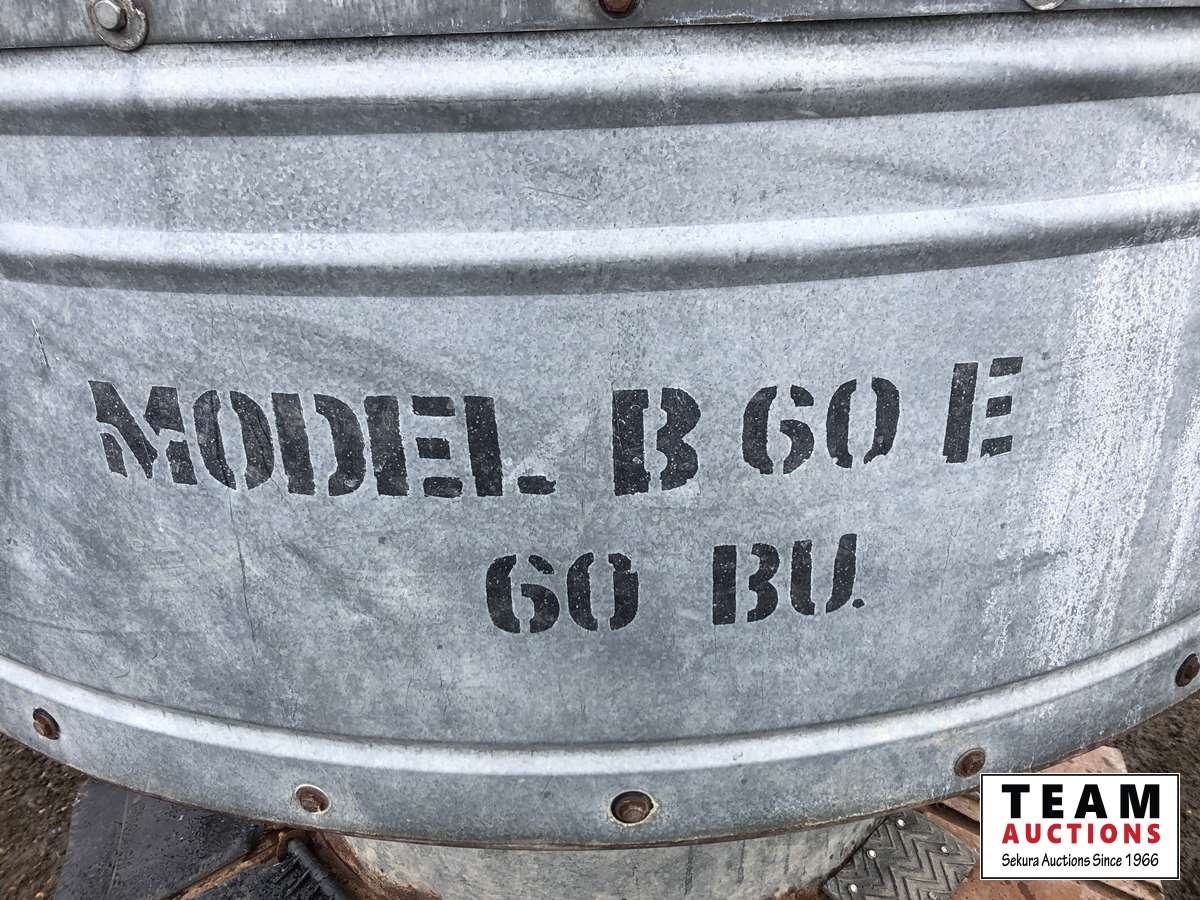 MODEL B 60 E
60 BU.
TEAM
AUCTIONS
Sekura Auctions Since 1966